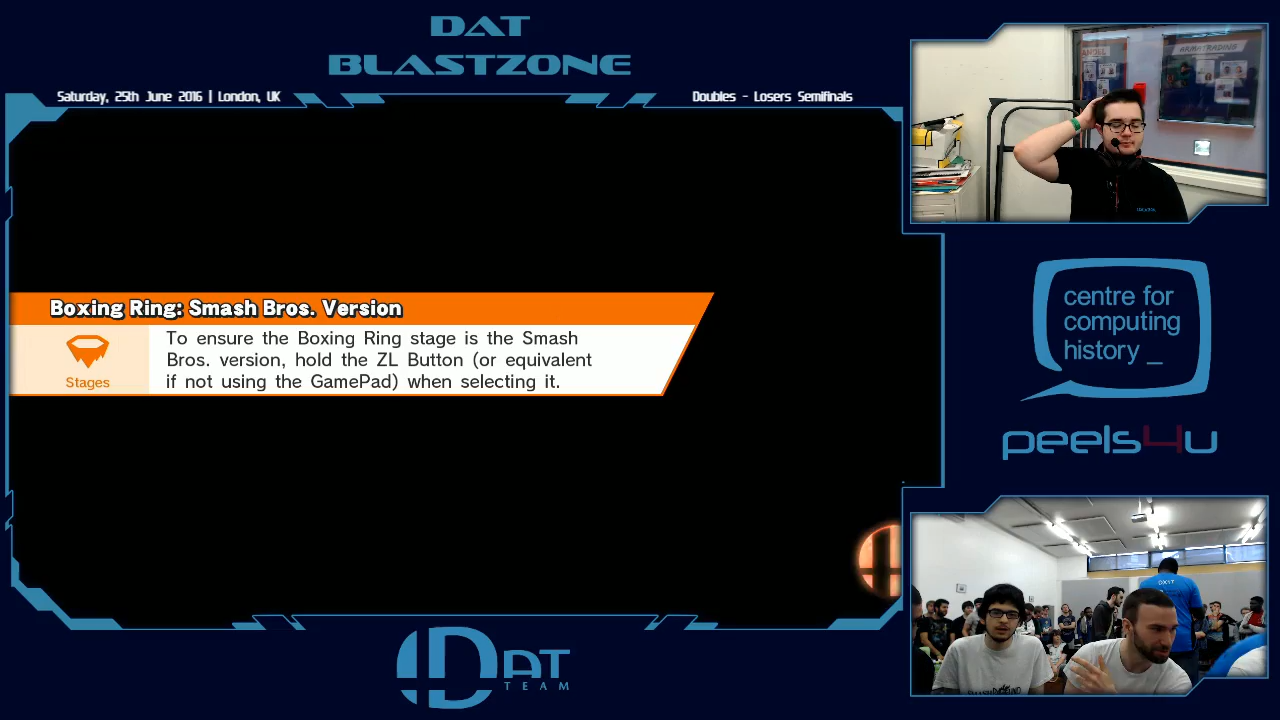 DAT
BLASTZONE
Saturday, 25th June 2016 | London, UK
Doubles - Losers Semifinals
ARMATRADING
Boxing Ring: Smash Bros. Version
To ensure the Boxing Ring stage is the Smash
Bros. version, hold the ZL Button (or equivalent
if not using the GamePad) when selecting it.
Stages
centre for
computing
history _
peels4u
DAT
TEAM